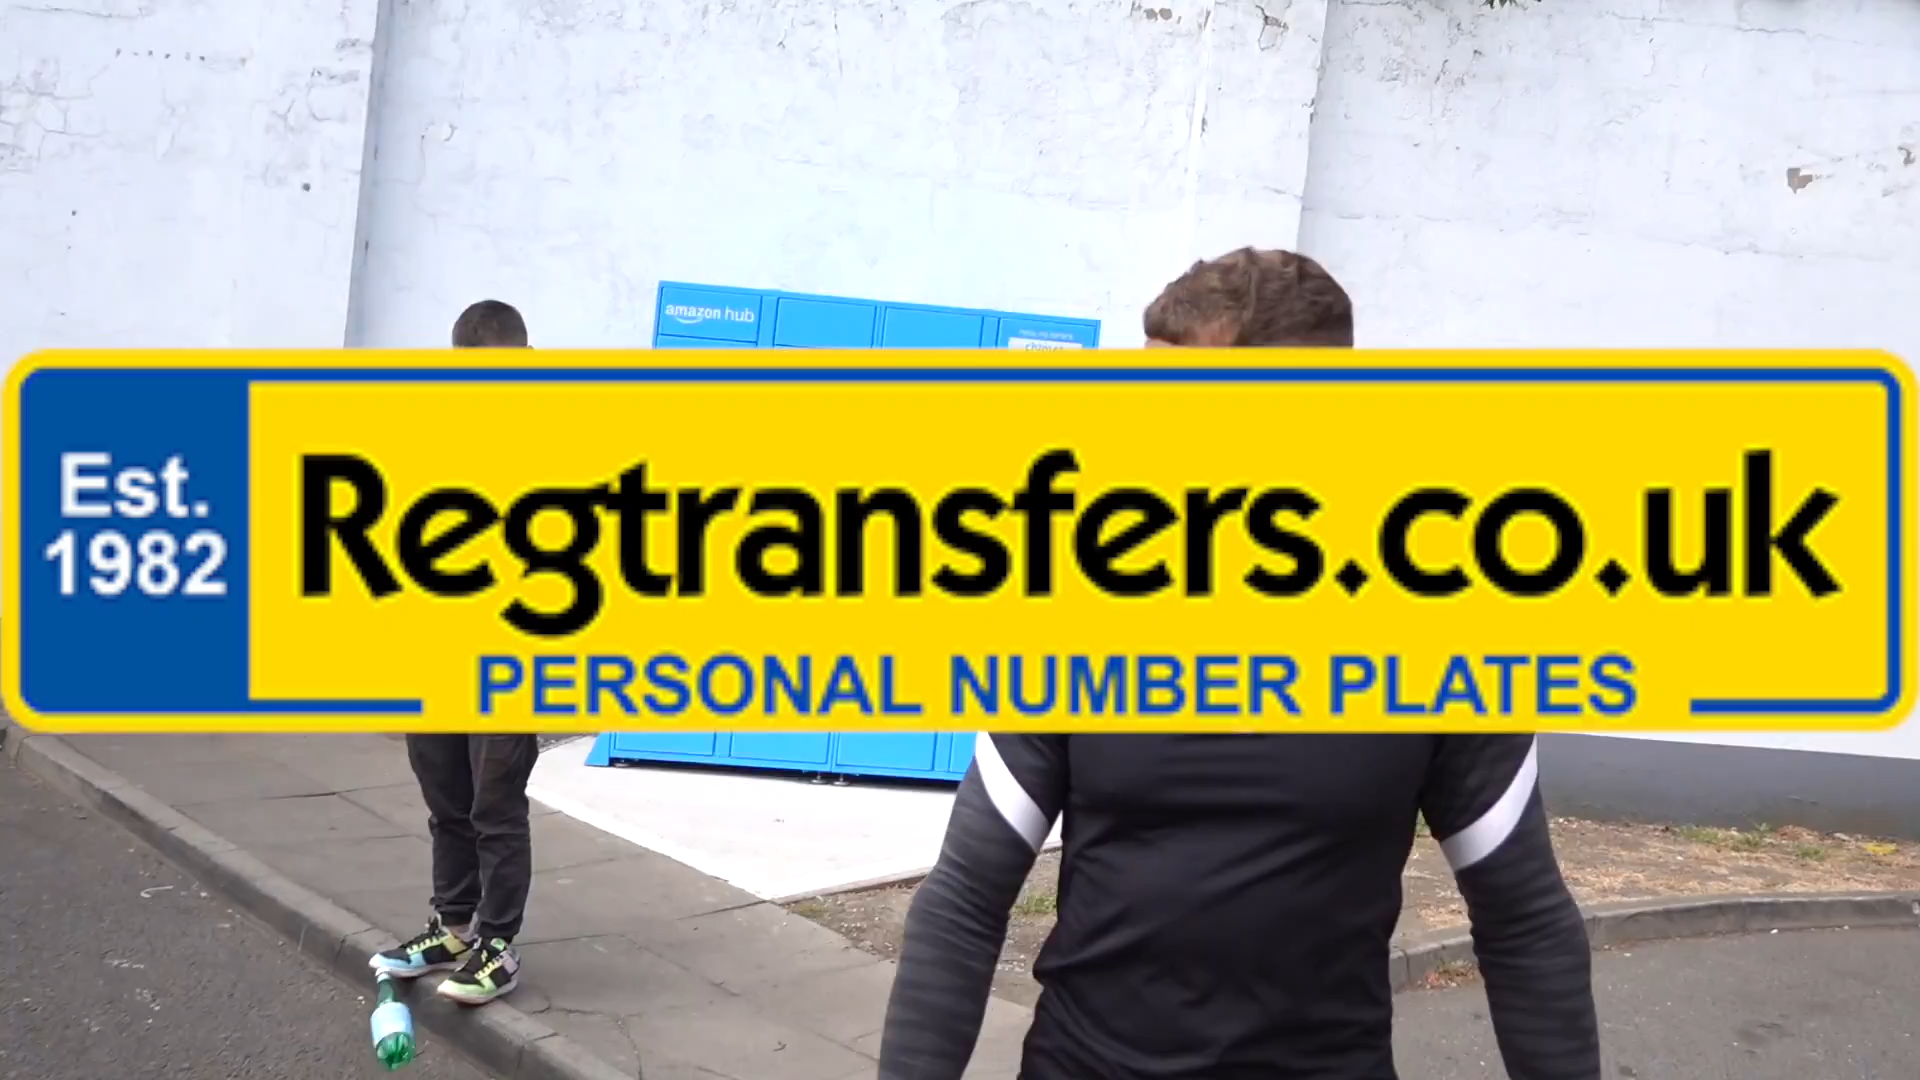 amazon hub
Est.
1982
Regtransfers.co.uk
PERSONAL NUMBER PLATES